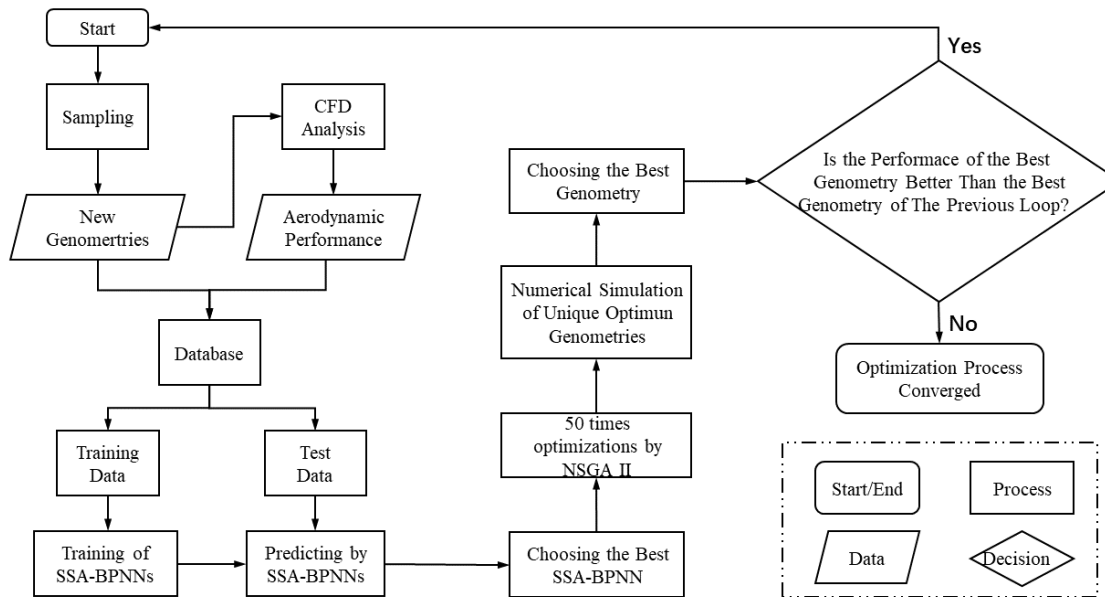 Start
Sampling
New
Genomertries
CFD
Analysis
Aerodynamic
Performance
Database
Training
Data
Test
Data
Training of
SSA-BPNNs
Predicting by
SSA-BPNNs
Choosing the Best
SSA-BPNN
50 times
optimizations by
NSGA II
Numerical Simulation
of Unique Optimun
Genometries
Choosing the Best
Genometry
Is the Performace of the Best
Genometry Better Than the Best
Genometry of The Previous Loop?
Yes
No
Optimization Process
Converged
Start/End
Process
Data
Decision